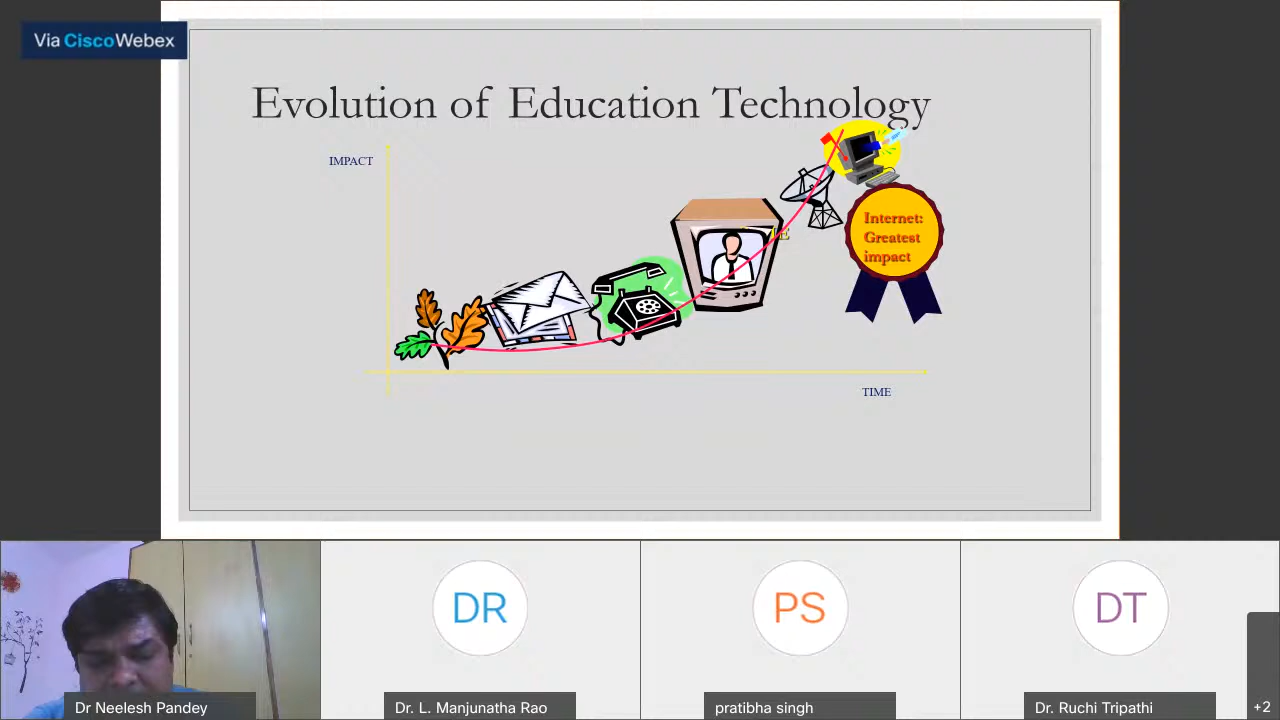 Via CiscoWebex
Evolution of Education Technology
IMPACT
Internet:
Greatest
impact
TIME
DR
PS
DT
Dr Neelesh Pandey
Dr. L. Manjunatha Rao
pratibha singh
Dr. Ruchi Tripathi
+2